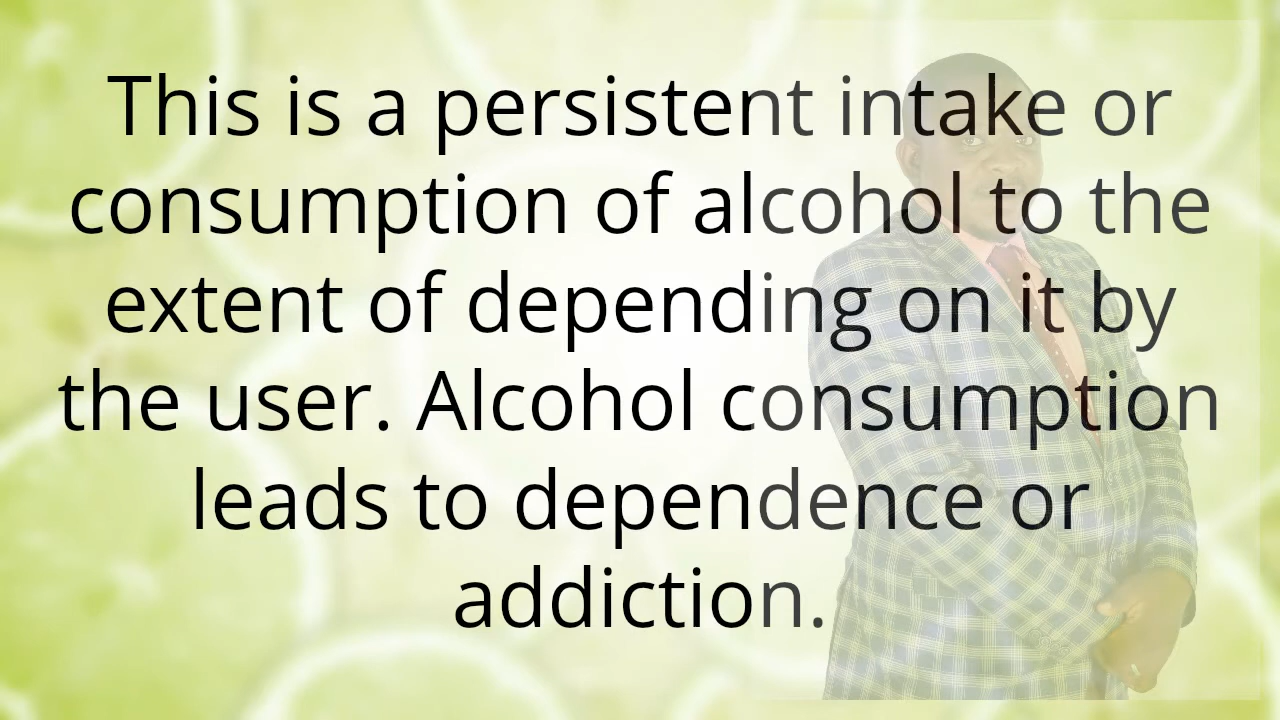 This is a persistent intake or
consumption of alcohol to the
extent of depending on it by
the user. Alcohol consumption
leads to dependence or
addiction.